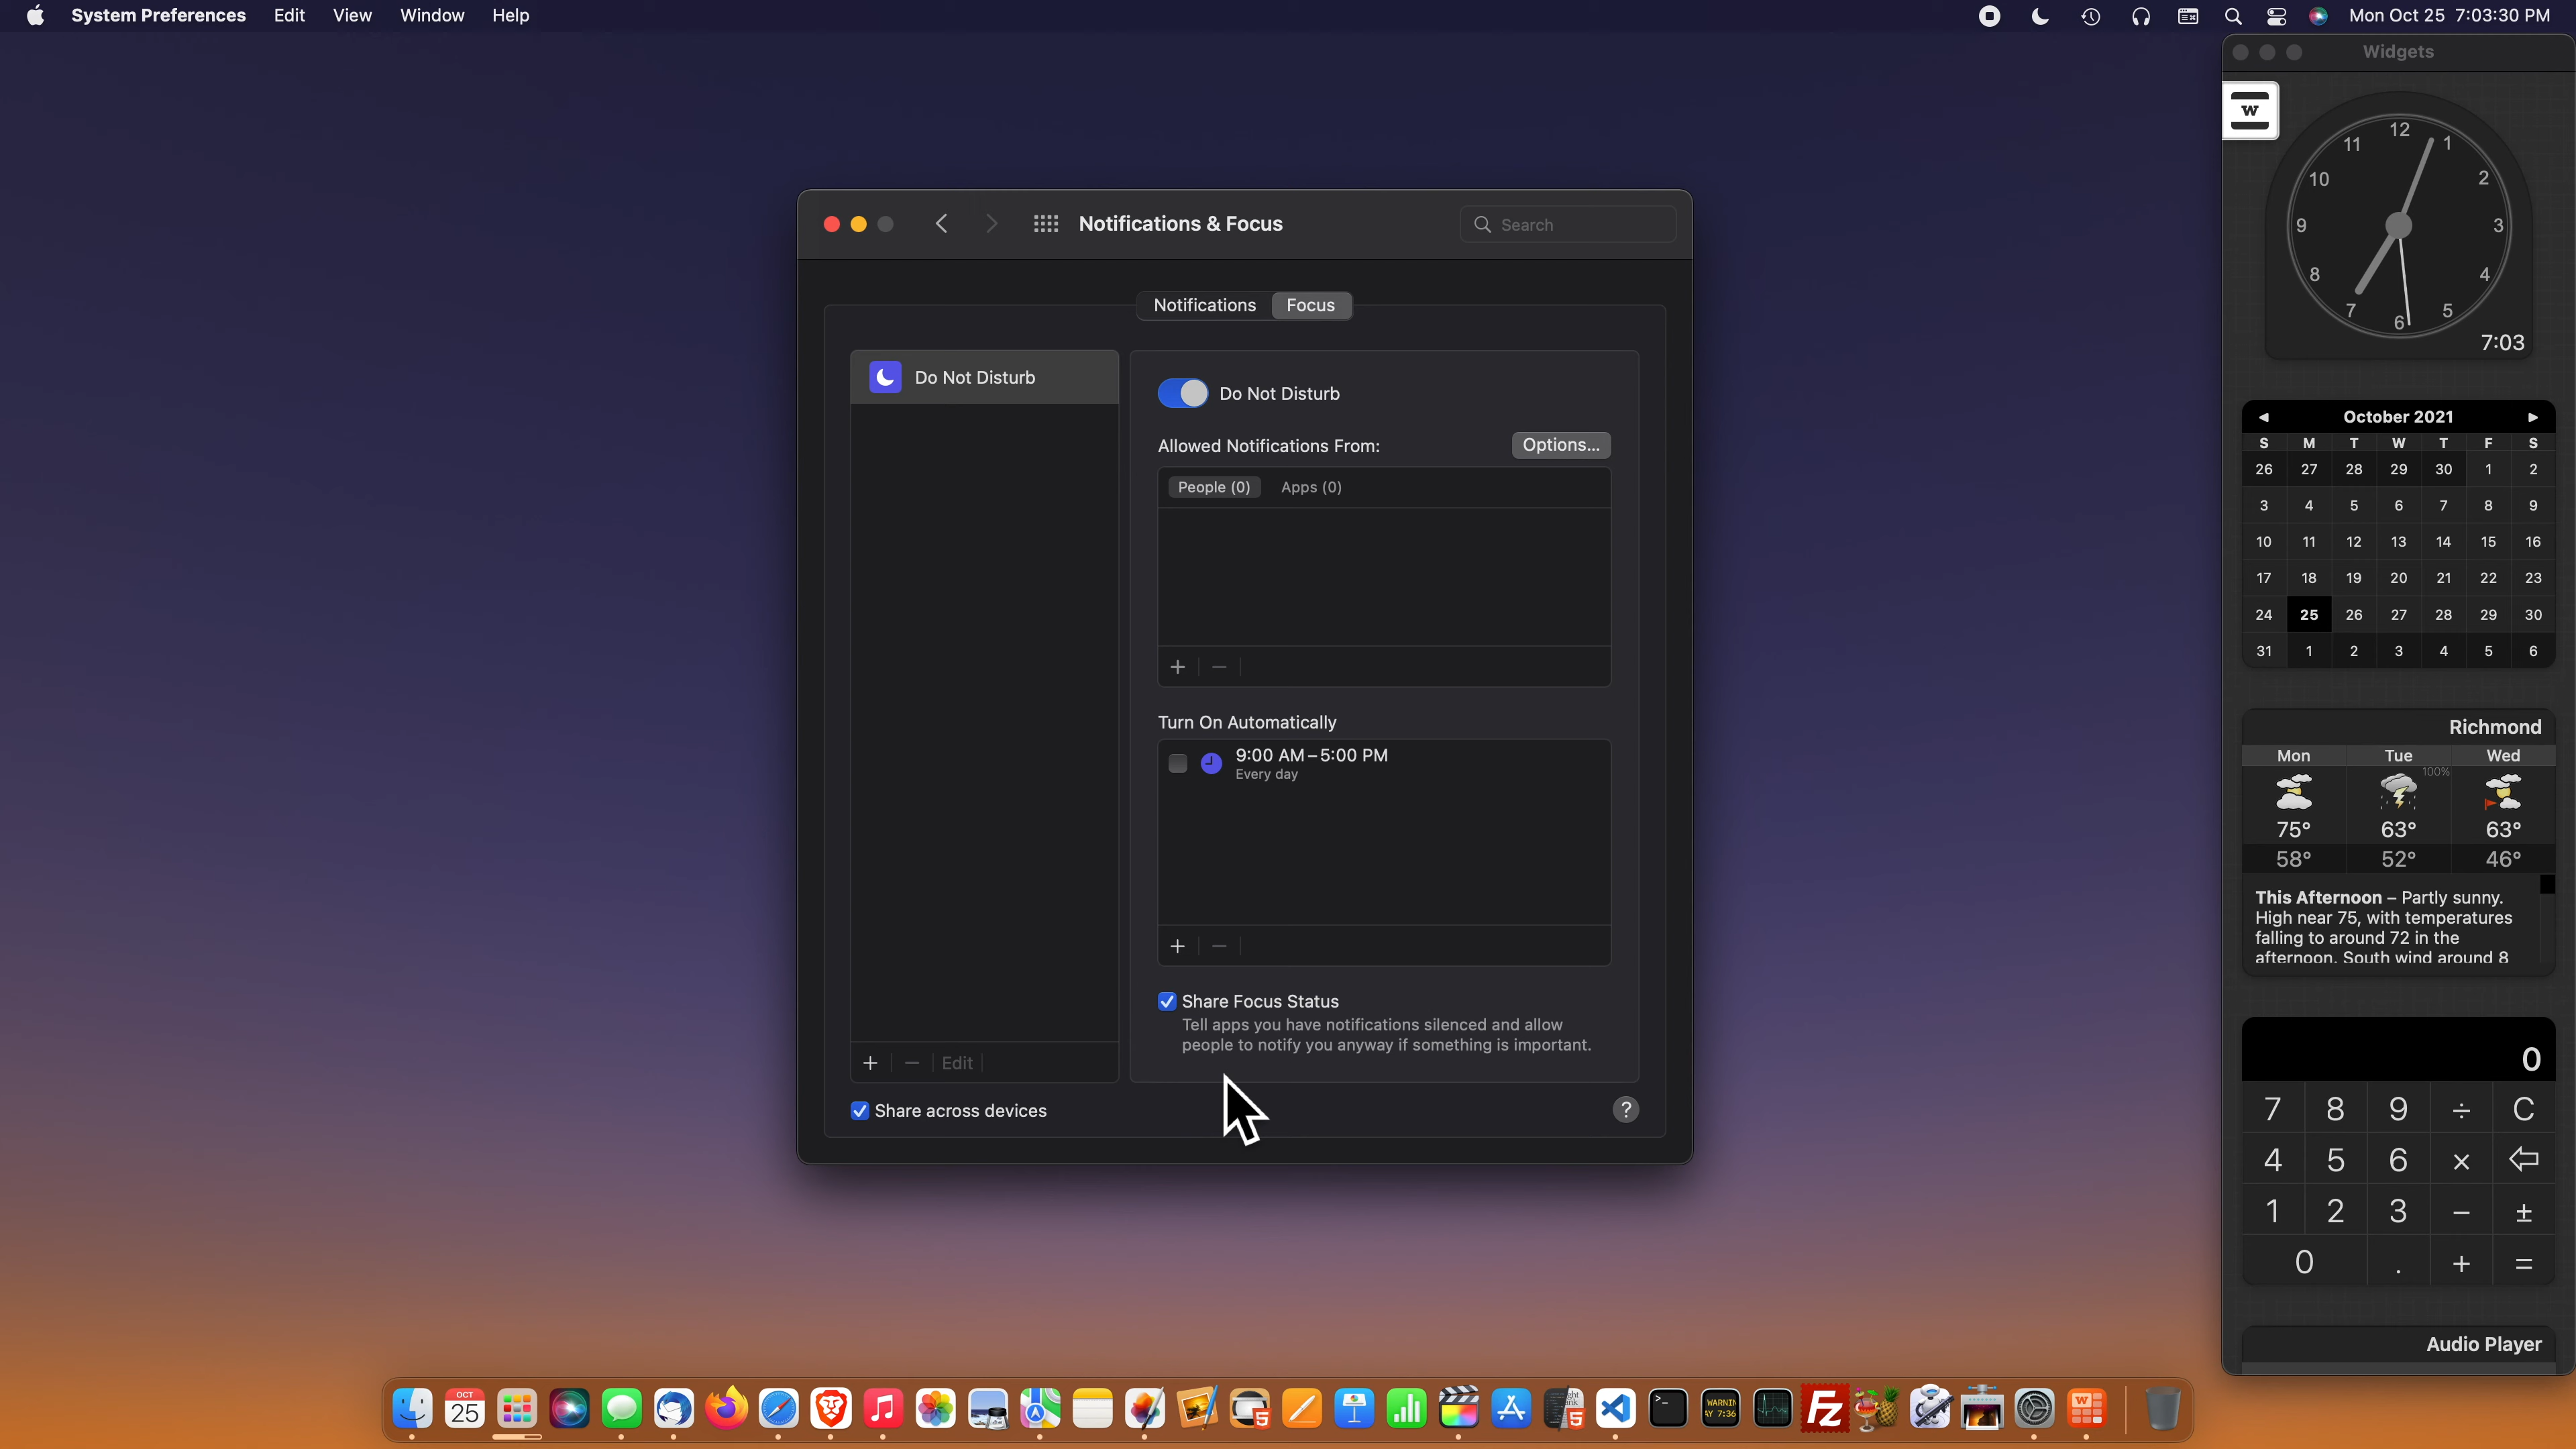 System Preferences Edit View Window Help
Mon Oct 25 7:03:30 PM
Notifications & Focus
Search
Notifications Focus
Do Not Disturb
Do Not Disturb
Allowed Notifications From:
Options...
People (0) Apps (0)
+ −
Turn On Automatically
9:00 AM – 5:00 PM
Every day
+ −
Share Focus Status
Tell apps you have notifications silenced and allow
people to notify you anyway if something is important.
+ − Edit
Share across devices
?
Widgets
W
12
11 1
10 2
9 3
8 4
7 5
6
7:03
◄ October 2021 ►
S M T W T F S
26 27 28 29 30 1 2
3 4 5 6 7 8 9
10 11 12 13 14 15 16
17 18 19 20 21 22 23
24 25 26 27 28 29 30
31 1 2 3 4 5 6
Richmond
Mon Tue Wed
100%
75° 63° 63°
58° 52° 46°
This Afternoon – Partly sunny.
High near 75, with temperatures
falling to around 72 in the
afternoon. South wind around 8
0
7 8 9 ÷ C
4 5 6 ×
1 2 3 − ±
0 . + =
Audio Player
OCT
25
5
5
>_
WARNIN
AY 7:36
FZ
W